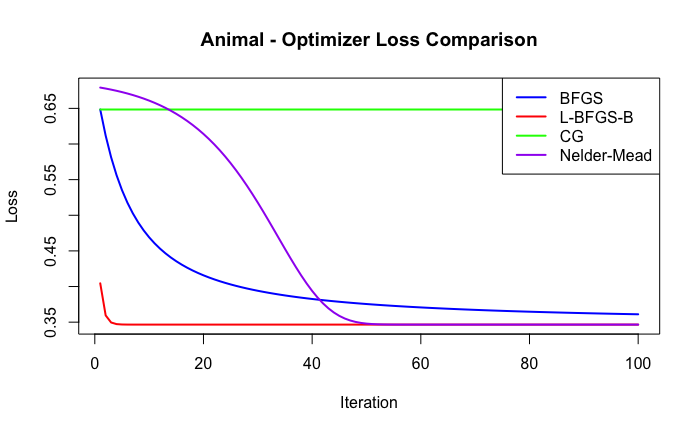 Animal - Optimizer Loss Comparison
BFGS
L-BFGS-B
CG
Nelder-Mead
Loss
0.65
0.55
0.45
0.35
0 20 40 60 80 100
Iteration